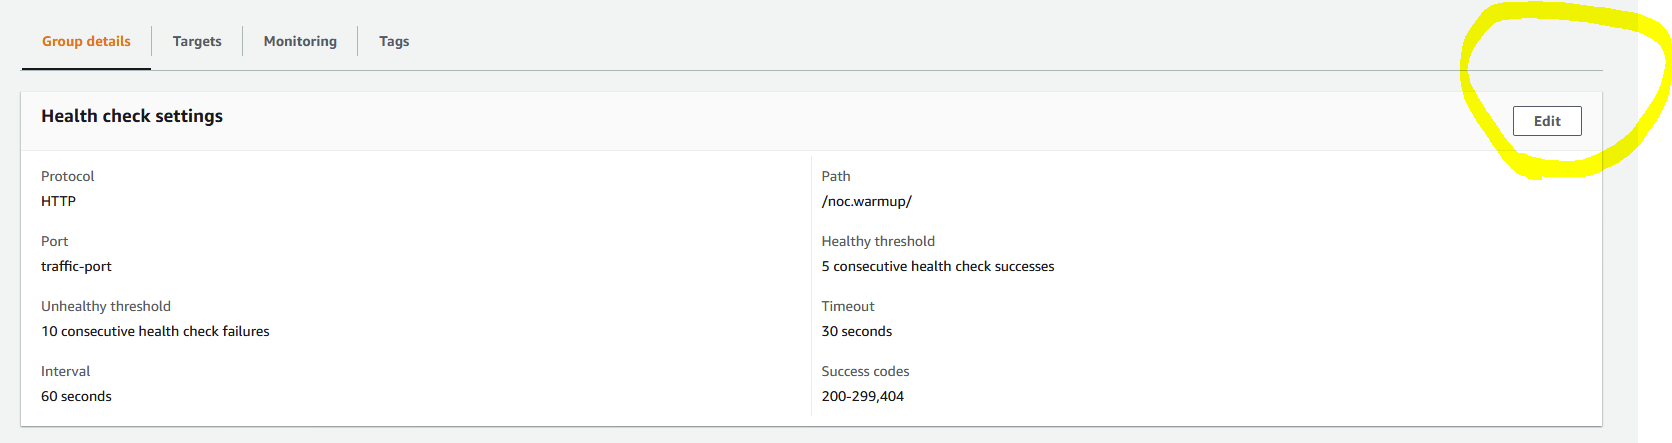 Group details
Targets
Monitoring
Tags
Health check settings
Edit
Protocol
HTTP
Path
/noc.warmup/
Port
traffic-port
Healthy threshold
5 consecutive health check successes
Unhealthy threshold
10 consecutive health check failures
Timeout
30 seconds
Interval
60 seconds
Success codes
200-299,404